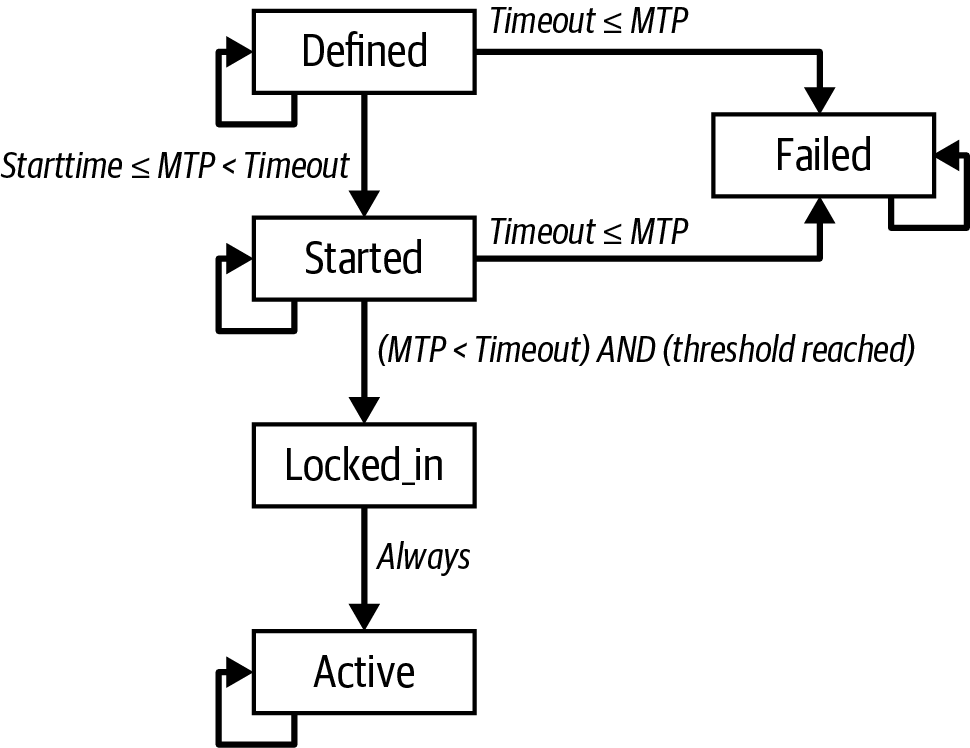 Timeout ≤ MTP
Defined
Failed
Starttime ≤ MTP < Timeout
Timeout ≤ MTP
Started
(MTP < Timeout) AND (threshold reached)
Locked_in
Always
Active